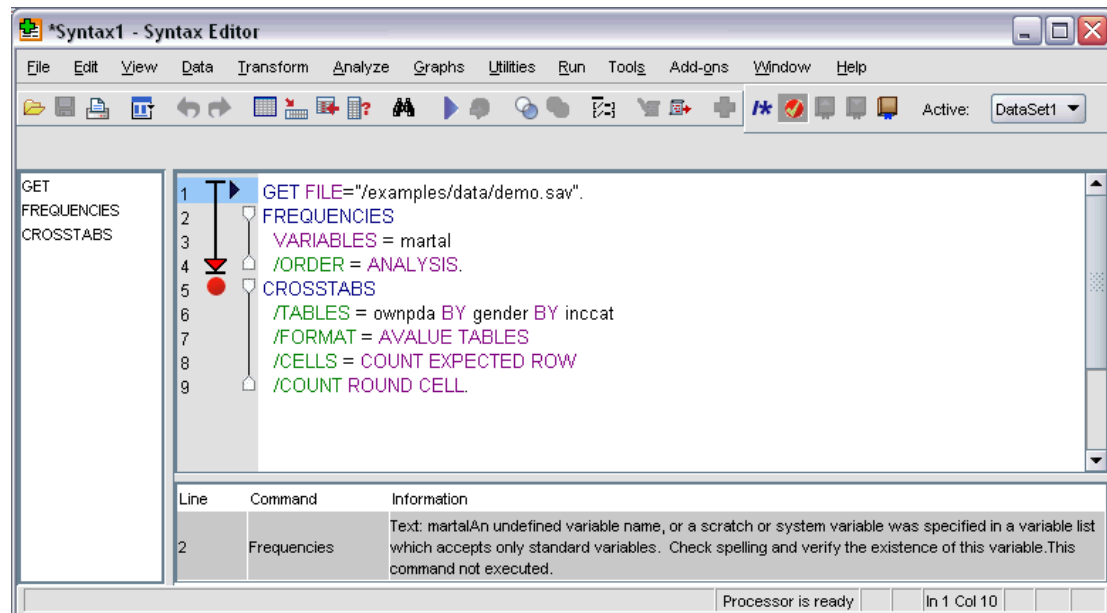 *Syntax1 - Syntax Editor
File Edit View Data Transform Analyze Graphs Utilities Run Tools Add-ons Window Help
Active: DataSet1
GET
FREQUENCIES
CROSSTABS
1 GET FILE="/examples/data/demo.sav".
2 FREQUENCIES
3 VARIABLES = martal
4 /ORDER = ANALYSIS.
5 CROSSTABS
6 /TABLES = ownpda BY gender BY inccat
7 /FORMAT = AVALUE TABLES
8 /CELLS = COUNT EXPECTED ROW
9 /COUNT ROUND CELL.
Line Command Information
2 Frequencies Text: martalAn undefined variable name, or a scratch or system variable was specified in a variable list
which accepts only standard variables. Check spelling and verify the existence of this variable.This
command not executed.
Processor is ready In 1 Col 10